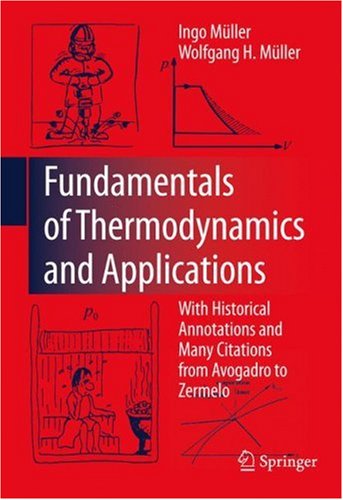 Ingo Müller
Wolfgang H. Müller
p
V
Fundamentals
of Thermodynamics
and Applications
With Historical
Annotations and
Many Citations
from Avogadro to
Zermelo
p₀
Springer